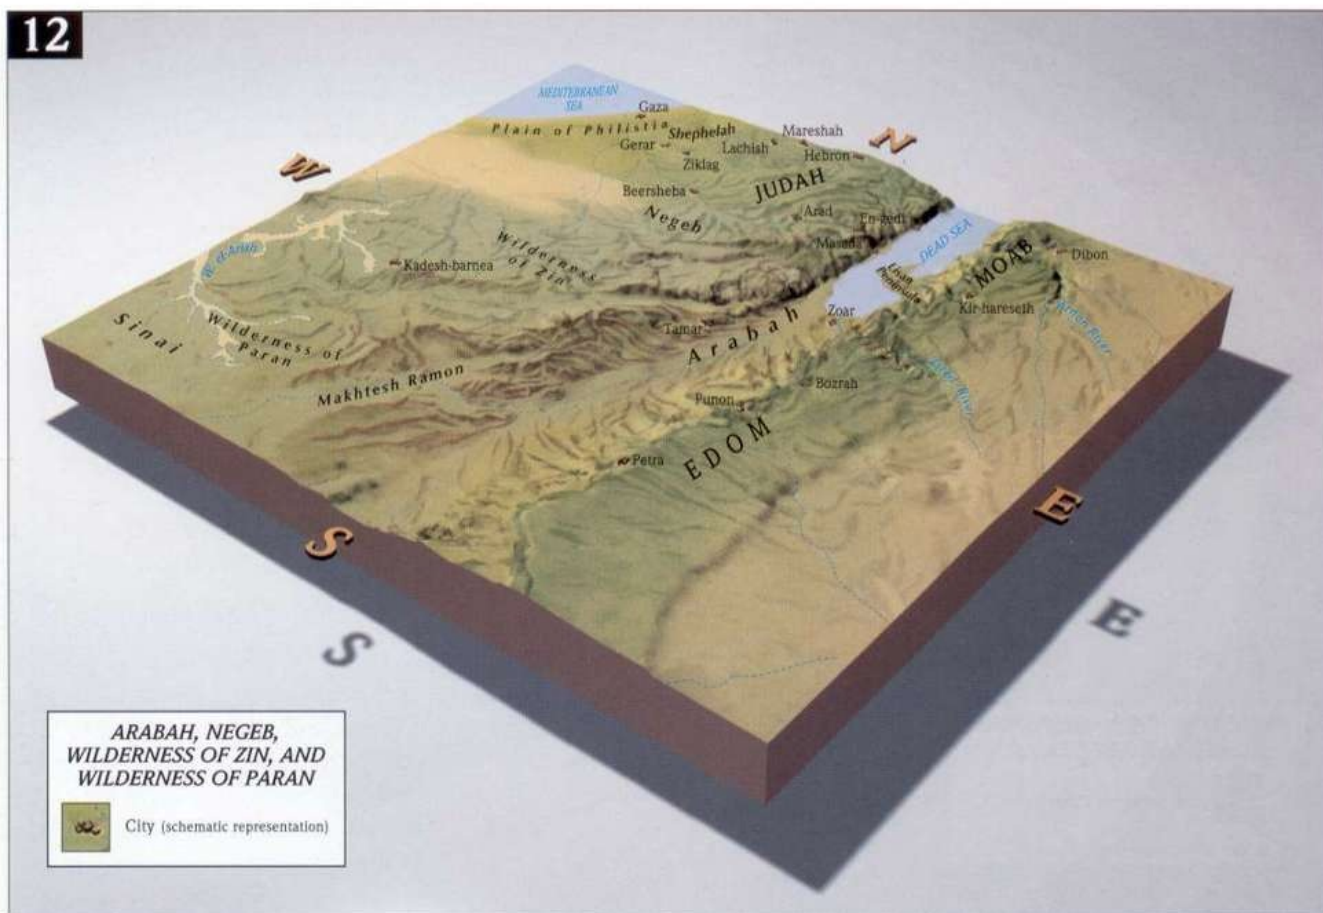 12
MEDITERRANEAN
SEA
Gaza
Plain of Philistia
Shephelah
Mareshah
N
Gerar
Lachish
Hebron
Ziklag
W
JUDAH
Beersheba
Negeb
Arad
En-gedi
Masada
DEAD SEA
Dibon
W. el-Arish
Kadesh-barnea
Wilderness
of Zin
Lisan
Peninsula
MOAB
Kir-hareseth
Arnon River
Zoar
Sinai
Wilderness of
Paran
Tamar
Arabah
Makhtesh Ramon
Bozrah
Punon
EDOM
Petra
E
S
E
S
ARABAH, NEGEB,
WILDERNESS OF ZIN, AND
WILDERNESS OF PARAN
City (schematic representation)